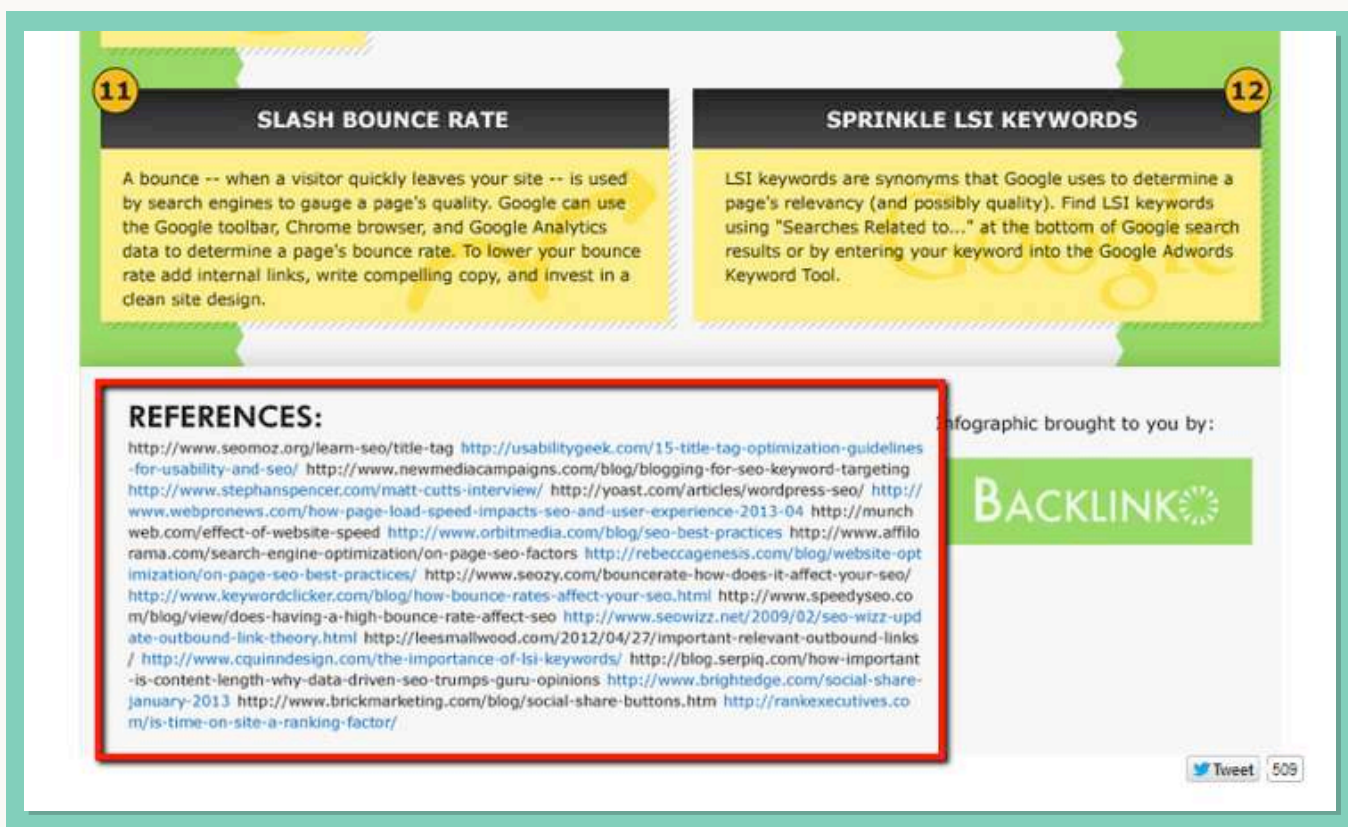 11
SLASH BOUNCE RATE
A bounce -- when a visitor quickly leaves your site -- is used
by search engines to gauge a page's quality. Google can use
the Google toolbar, Chrome browser, and Google Analytics
data to determine a page's bounce rate. To lower your bounce
rate add internal links, write compelling copy, and invest in a
clean site design.
12
SPRINKLE LSI KEYWORDS
LSI keywords are synonyms that Google uses to determine a
page's relevancy (and possibly quality). Find LSI keywords
using "Searches Related to..." at the bottom of Google search
results or by entering your keyword into the Google Adwords
Keyword Tool.
Google
REFERENCES:
http://www.seomoz.org/learn-seo/title-tag http://usabilitygeek.com/15-title-tag-optimization-guidelines
-for-usability-and-seo/ http://www.newmediacampaigns.com/blog/blogging-for-seo-keyword-targeting
http://www.stephanspencer.com/matt-cutts-interview/ http://yoast.com/articles/wordpress-seo/ http://
www.webpronews.com/how-page-load-speed-impacts-seo-and-user-experience-2013-04 http://munch
web.com/effect-of-website-speed http://www.orbitmedia.com/blog/seo-best-practices http://www.affilo
rama.com/search-engine-optimization/on-page-seo-factors http://rebeccagenesis.com/blog/website-opt
imization/on-page-seo-best-practices/ http://www.seozy.com/bouncerate-how-does-it-affect-your-seo/
http://www.keywordclicker.com/blog/how-bounce-rates-affect-your-seo.html http://www.speedyseo.co
m/blog/view/does-having-a-high-bounce-rate-affect-seo http://www.seowizz.net/2009/02/seo-wizz-upd
ate-outbound-link-theory.html http://leesmallwood.com/2012/04/27/important-relevant-outbound-links
/ http://www.cquinndesign.com/the-importance-of-lsi-keywords/ http://blog.serpiq.com/how-important
-is-content-length-why-data-driven-seo-trumps-guru-opinions http://www.brightedge.com/social-share-
january-2013 http://www.brickmarketing.com/blog/social-share-buttons.htm http://rankexecutives.co
m/is-time-on-site-a-ranking-factor/
Infographic brought to you by:
BACKLINKO
Tweet 509